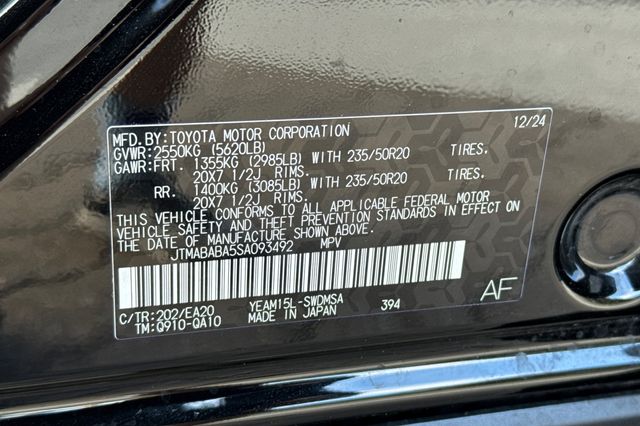 MFD.BY:TOYOTA MOTOR CORPORATION 12/24
GVWR:2550KG (5620LB)
GAWR:FRT. 1355KG (2985LB) WITH 235/50R20 TIRES.
20X7 1/2J RIMS.
RR. 1400KG (3085LB) WITH 235/50R20 TIRES.
20X7 1/2J RIMS.
THIS VEHICLE CONFORMS TO ALL APPLICABLE FEDERAL MOTOR
VEHICLE SAFETY AND THEFT PREVENTION STANDARDS IN EFFECT ON
THE DATE OF MANUFACTURE SHOWN ABOVE.
JTMABABA5SA093492 MPV
C/TR:202/EA20 YEAM15L-SWDMSA 394 AF
TM:Q910-QA10 MADE IN JAPAN